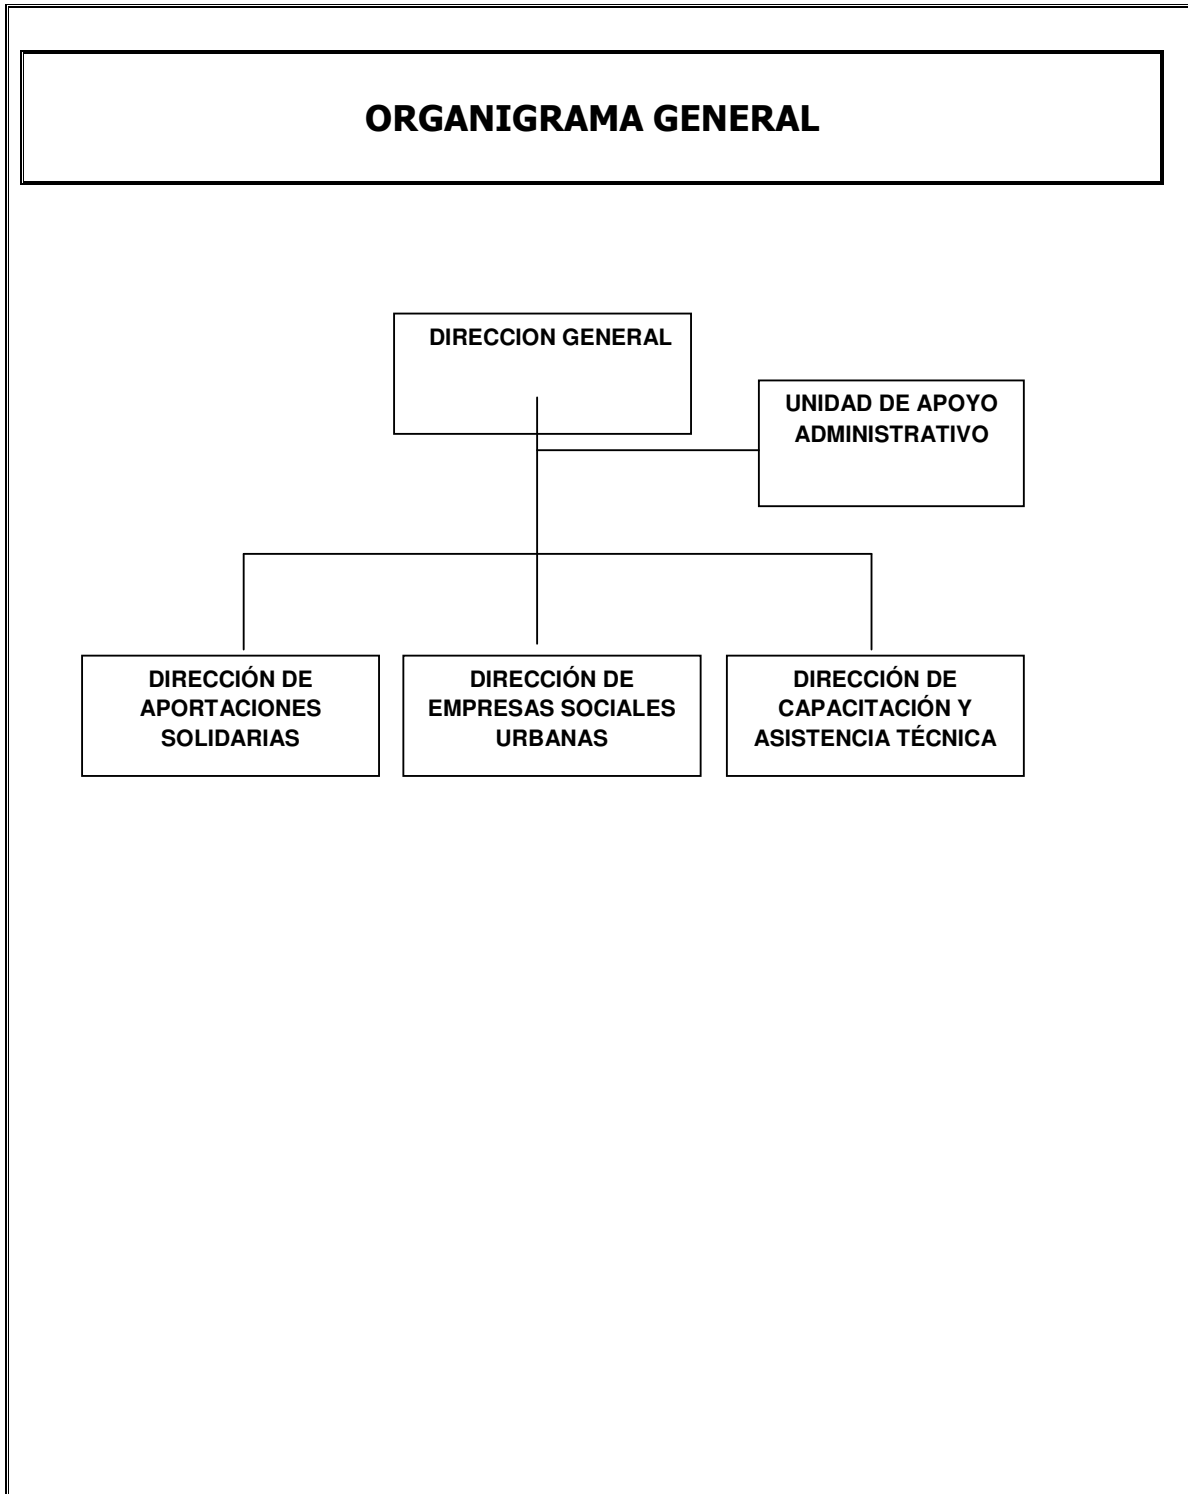 ORGANIGRAMA GENERAL
DIRECCION GENERAL
UNIDAD DE APOYO
ADMINISTRATIVO
DIRECCIÓN DE
APORTACIONES
SOLIDARIAS
DIRECCIÓN DE
EMPRESAS SOCIALES
URBANAS
DIRECCIÓN DE
CAPACITACIÓN Y
ASISTENCIA TÉCNICA